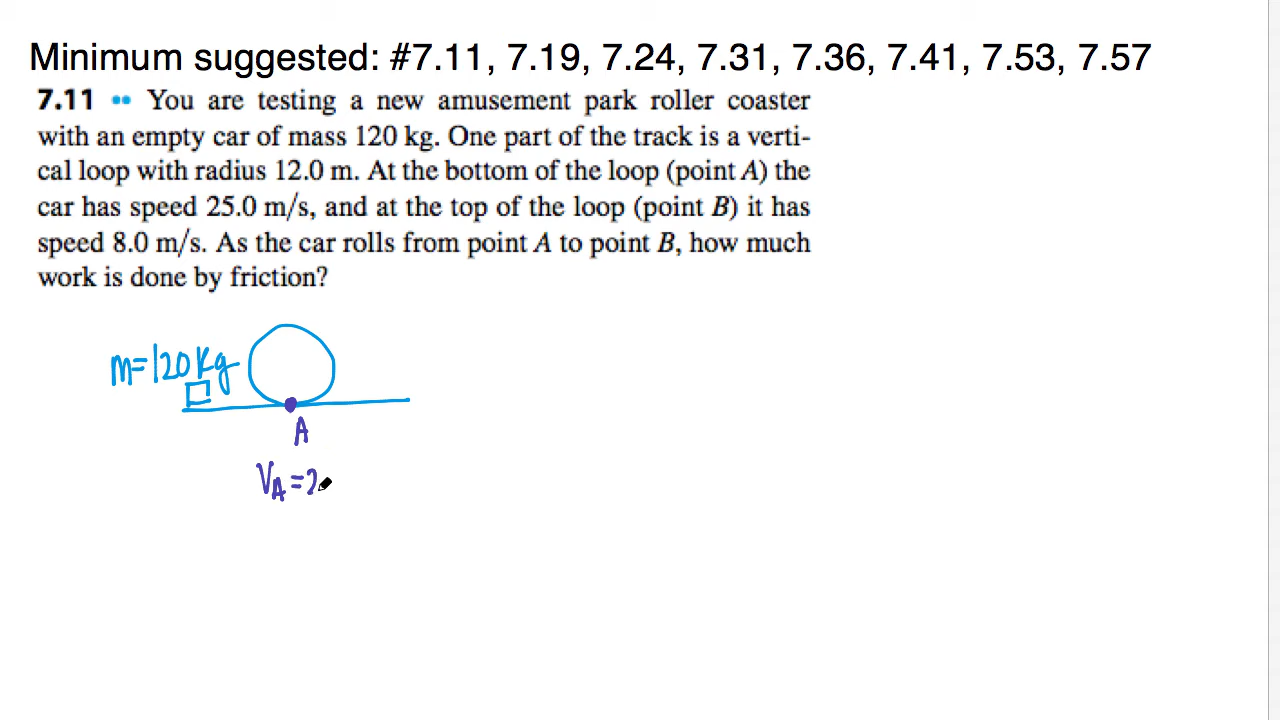 Minimum suggested: #7.11, 7.19, 7.24, 7.31, 7.36, 7.41, 7.53, 7.57
7.11 •• You are testing a new amusement park roller coaster
with an empty car of mass 120 kg. One part of the track is a verti-
cal loop with radius 12.0 m. At the bottom of the loop (point A) the
car has speed 25.0 m/s, and at the top of the loop (point B) it has
speed 8.0 m/s. As the car rolls from point A to point B, how much
work is done by friction?
m=120kg
A
VA=2